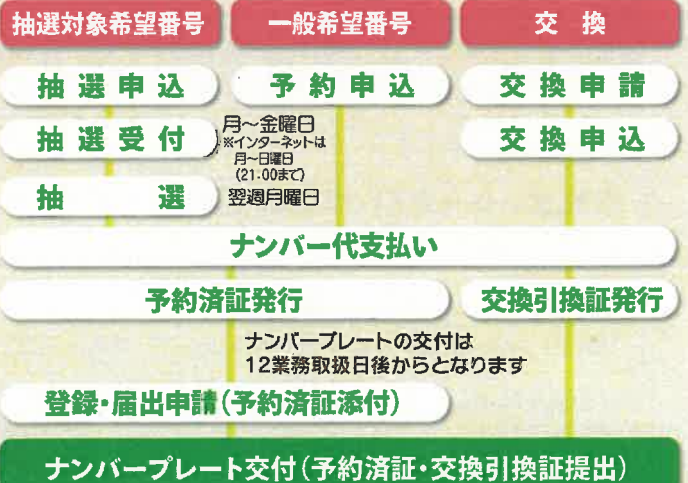 抽選対象希望番号
一般希望番号
交換
抽選申込
予約申込
交換申請
抽選受付
月～金曜日
※インターネットは
月～日曜日
(21:00まで)
交換申込
抽選
翌週月曜日
ナンバー代支払い
予約済証発行
交換引換証発行
ナンバープレートの交付は
12業務取扱日後からとなります
登録・届出申請(予約済証添付)
ナンバープレート交付(予約済証・交換引換証提出)